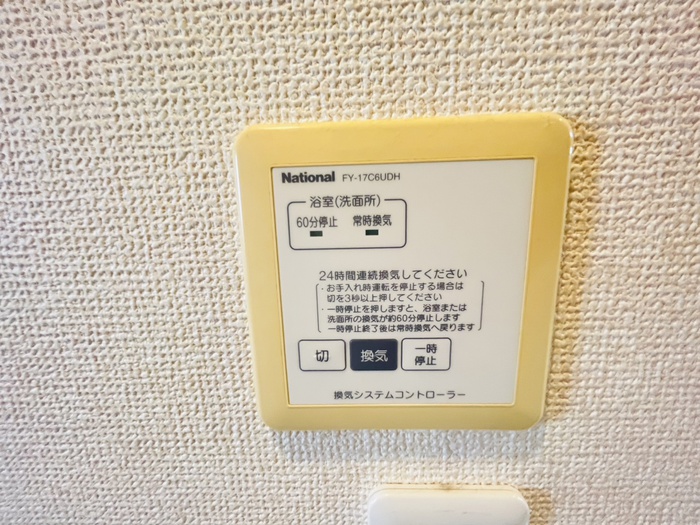 National FY-17C6UDH
浴室(洗面所)
60分停止 常時換気
24時間連続換気してください
・お手入れ時運転を停止する場合は
切を3秒以上押してください
・一時停止を押しますと、浴室または
洗面所の換気が約60分停止します
一時停止終了後は常時換気へ戻ります
切 換気 一時
停止
換気システムコントローラー